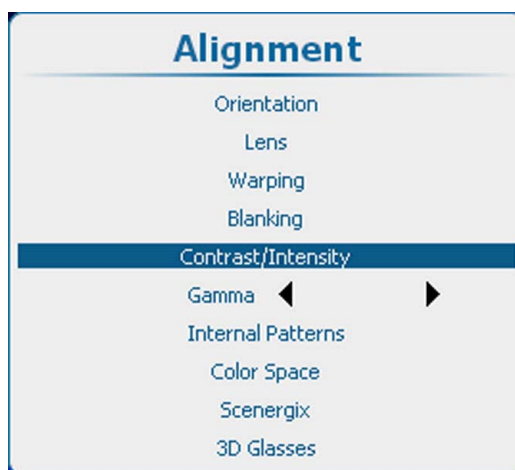 Alignment
Orientation
Lens
Warping
Blanking
Contrast/Intensity
Gamma
Internal Patterns
Color Space
Scenergix
3D Glasses